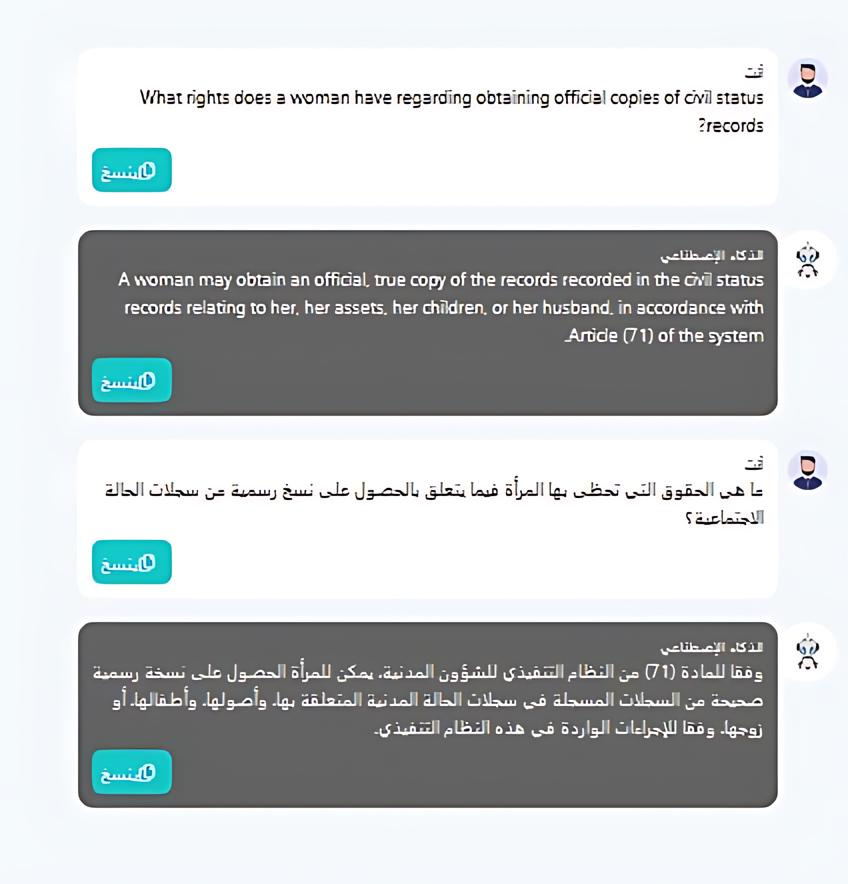 أنت
What rights does a woman have regarding obtaining official copies of civil status
records?
ينسخ
الذكاء الإصطناعي
A woman may obtain an official, true copy of the records recorded in the civil status
records relating to her, her assets, her children, or her husband, in accordance with
Article (71) of the system.
ينسخ
أنت
ما هي الحقوق التي تحظى بها المرأة فيما يتعلق بالحصول على نسخ رسمية من سجلات الحالة
الاجتماعية؟
ينسخ
الذكاء الإصطناعي
وفقا للمادة (71) من النظام التنفيذي للشؤون المدنية، يمكن للمرأة الحصول على نسخة رسمية
صحيحة من السجلات المسجلة في سجلات الحالة المدنية المتعلقة بها، وأصولها، وأطفالها، أو
زوجها، وفقا للإجراءات الواردة في هذه النظام التنفيذي.
ينسخ